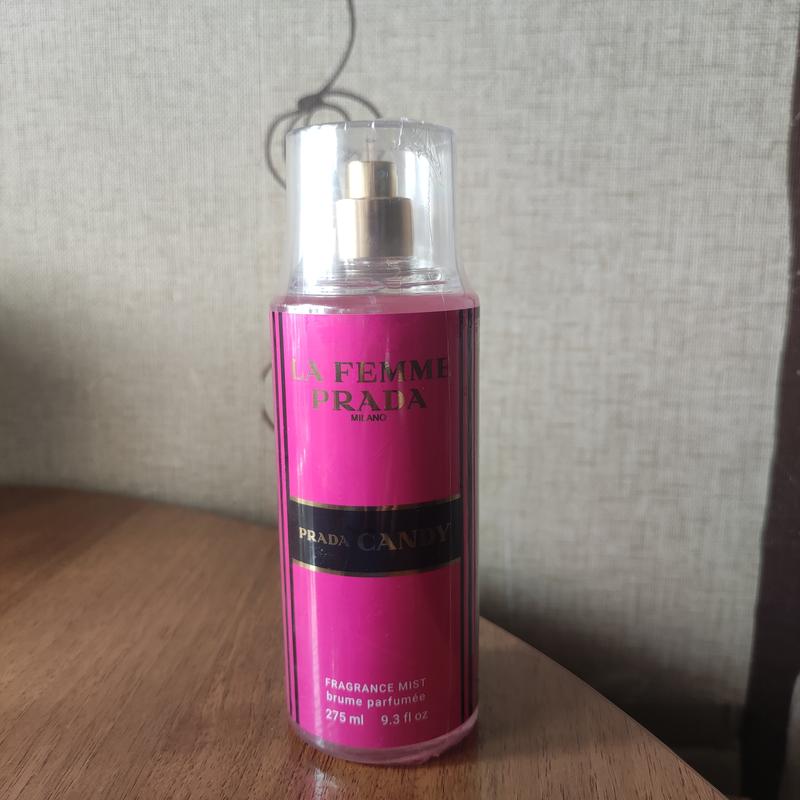 LA FEMME
PRADA
MILANO
PRADA CANDY
FRAGRANCE MIST
brume parfumée
275 ml 9.3 fl oz